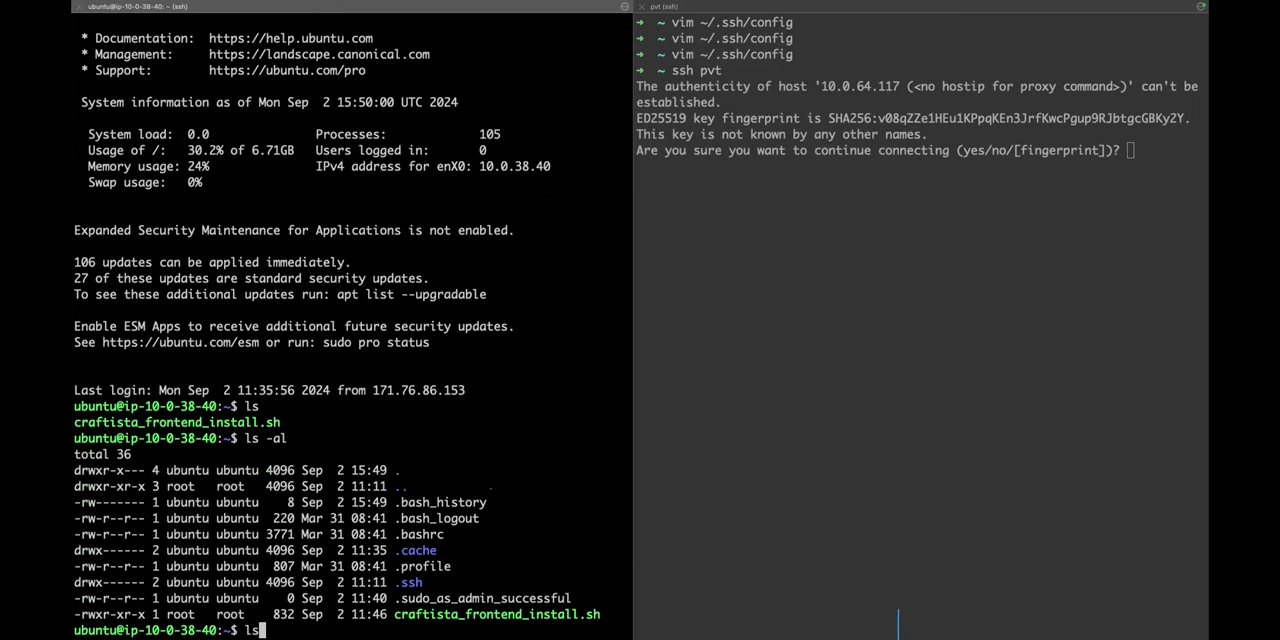 ubuntu@ip-10-0-38-40: ~ (ssh)
* Documentation:  https://help.ubuntu.com
* Management:     https://landscape.canonical.com
* Support:        https://ubuntu.com/pro
System information as of Mon Sep  2 15:50:00 UTC 2024
System load:  0.0               Processes:             105
Usage of /:   30.2% of 6.71GB   Users logged in:       0
Memory usage: 24%               IPv4 address for enX0: 10.0.38.40
Swap usage:   0%
Expanded Security Maintenance for Applications is not enabled.
106 updates can be applied immediately.
27 of these updates are standard security updates.
To see these additional updates run: apt list --upgradable
Enable ESM Apps to receive additional future security updates.
See https://ubuntu.com/esm or run: sudo pro status
Last login: Mon Sep  2 11:35:56 2024 from 171.76.86.153
ubuntu@ip-10-0-38-40:~$ ls
craftista_frontend_install.sh
ubuntu@ip-10-0-38-40:~$ ls -al
total 36
drwxr-x--- 4 ubuntu ubuntu 4096 Sep  2 15:49 .
drwxr-xr-x 3 root   root   4096 Sep  2 11:11 ..
-rw------- 1 ubuntu ubuntu    8 Sep  2 15:49 .bash_history
-rw-r--r-- 1 ubuntu ubuntu  220 Mar 31 08:41 .bash_logout
-rw-r--r-- 1 ubuntu ubuntu 3771 Mar 31 08:41 .bashrc
drwx------ 2 ubuntu ubuntu 4096 Sep  2 11:35 .cache
-rw-r--r-- 1 ubuntu ubuntu  807 Mar 31 08:41 .profile
drwx------ 2 ubuntu ubuntu 4096 Sep  2 11:11 .ssh
-rw-r--r-- 1 ubuntu ubuntu    0 Sep  2 11:40 .sudo_as_admin_successful
-rwxr-xr-x 1 root   root    832 Sep  2 11:46 craftista_frontend_install.sh
ubuntu@ip-10-0-38-40:~$ ls
pvt (ssh)
➜  ~ vim ~/.ssh/config
➜  ~ vim ~/.ssh/config
➜  ~ vim ~/.ssh/config
➜  ~ ssh pvt
The authenticity of host '10.0.64.117 (<no hostip for proxy command>)' can't be
established.
ED25519 key fingerprint is SHA256:v08qZZe1HEu1KPpqKEn3JrfKwcPgup9RJbtgcGBKy2Y.
This key is not known by any other names.
Are you sure you want to continue connecting (yes/no/[fingerprint])?